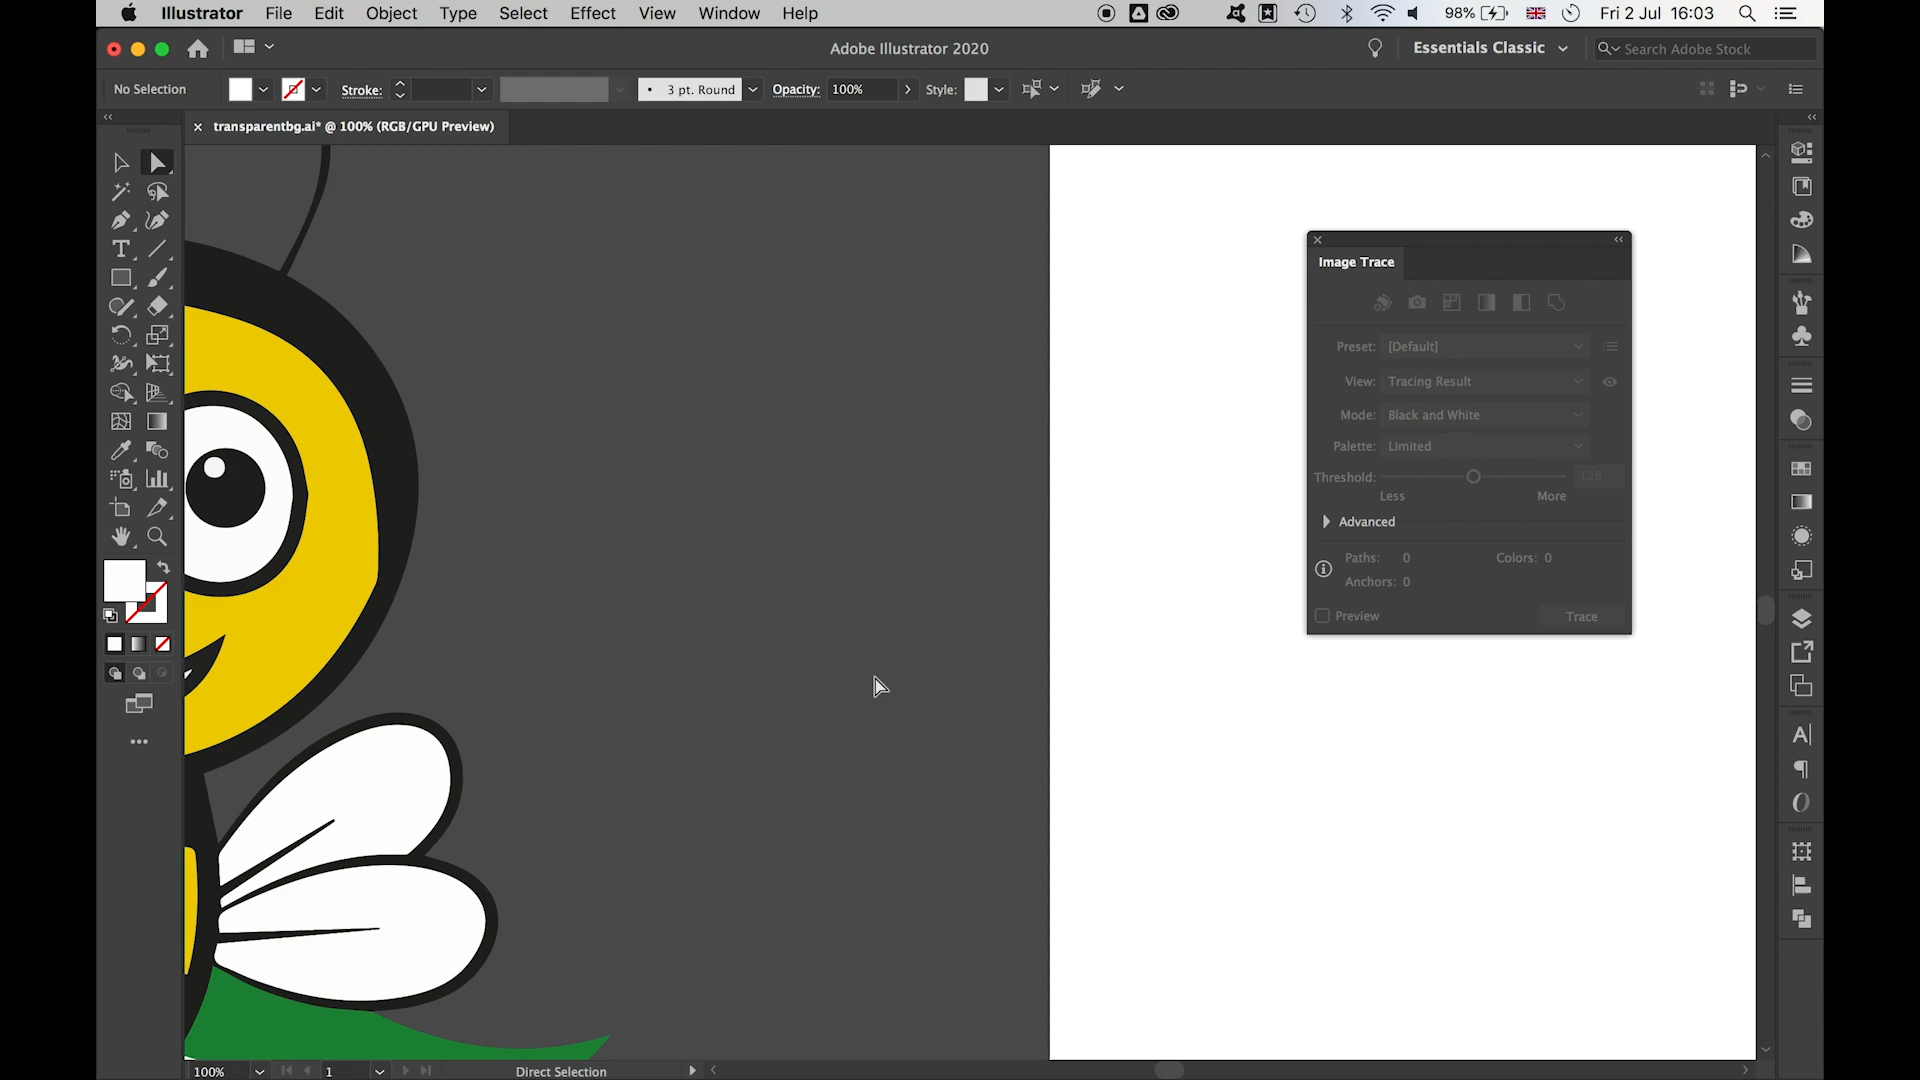 Illustrator File Edit Object Type Select Effect View Window Help 98% Fri 2 Jul 16:03
Adobe Illustrator 2020 Essentials Classic Search Adobe Stock
No Selection Stroke: 3 pt. Round Opacity: 100% Style:
transparentbg.ai* @ 100% (RGB/GPU Preview)
Image Trace
Preset: [Default]
View: Tracing Result
Mode: Black and White
Palette: Limited
Threshold: 128
Less More
Advanced
Paths: 0 Colors: 0
Anchors: 0
Preview Trace
100% 1 Direct Selection